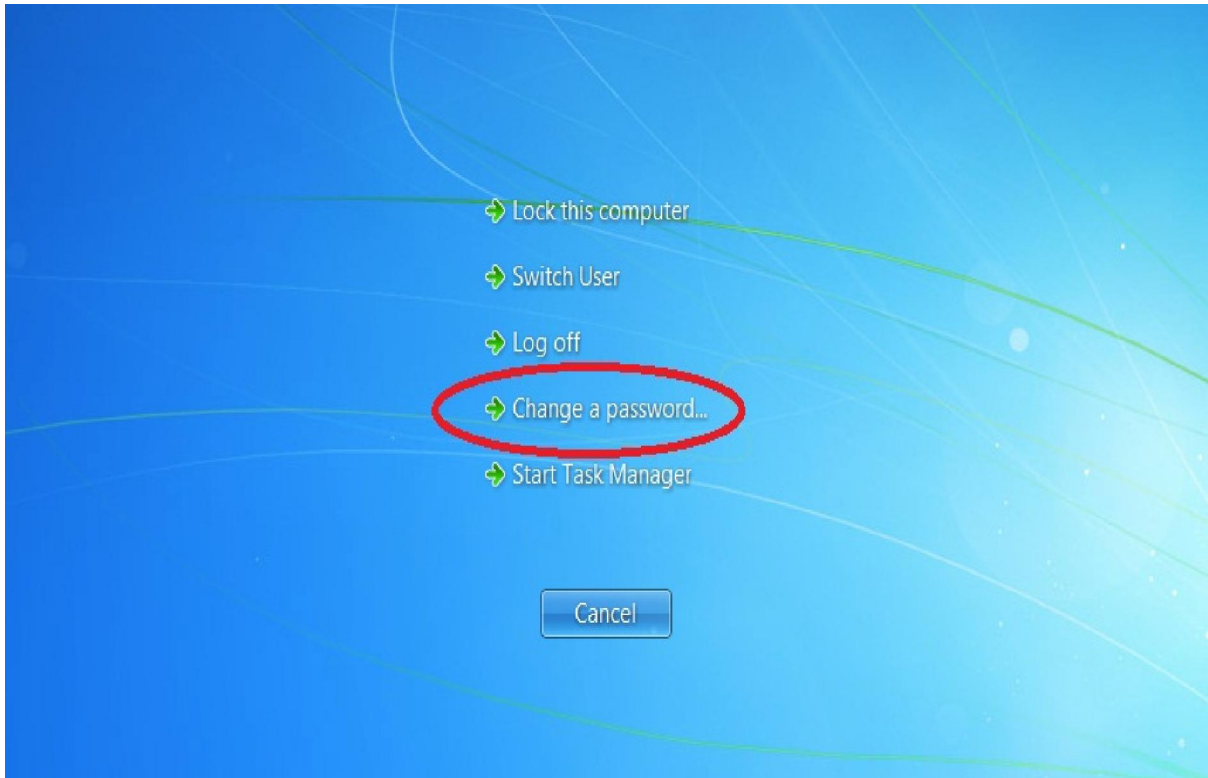 Lock this computer
Switch User
Log off
Change a password...
Start Task Manager
Cancel